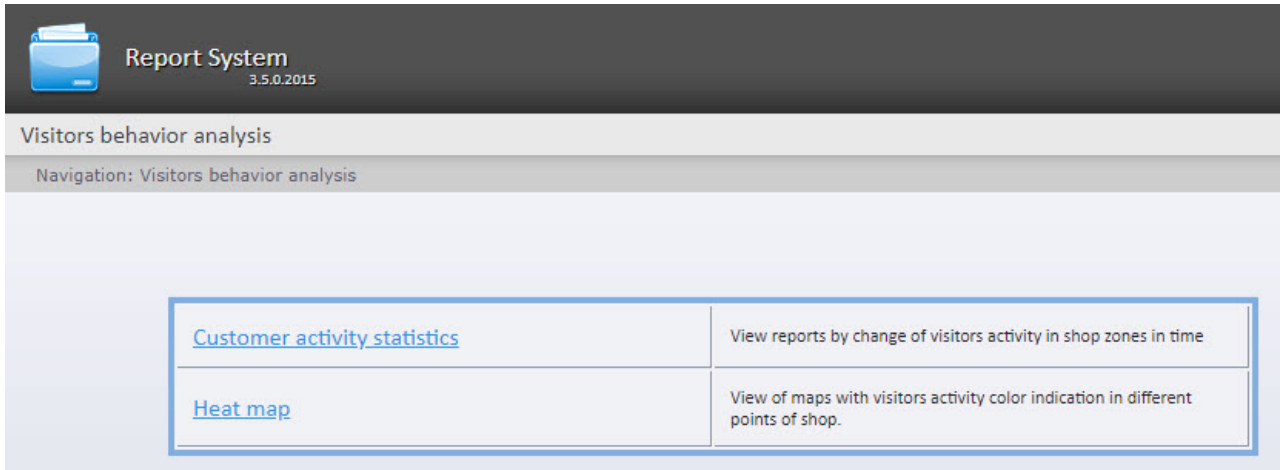 Report System
3.5.0.2015
Visitors behavior analysis
Navigation: Visitors behavior analysis
Customer activity statistics
View reports by change of visitors activity in shop zones in time
Heat map
View of maps with visitors activity color indication in different
points of shop.